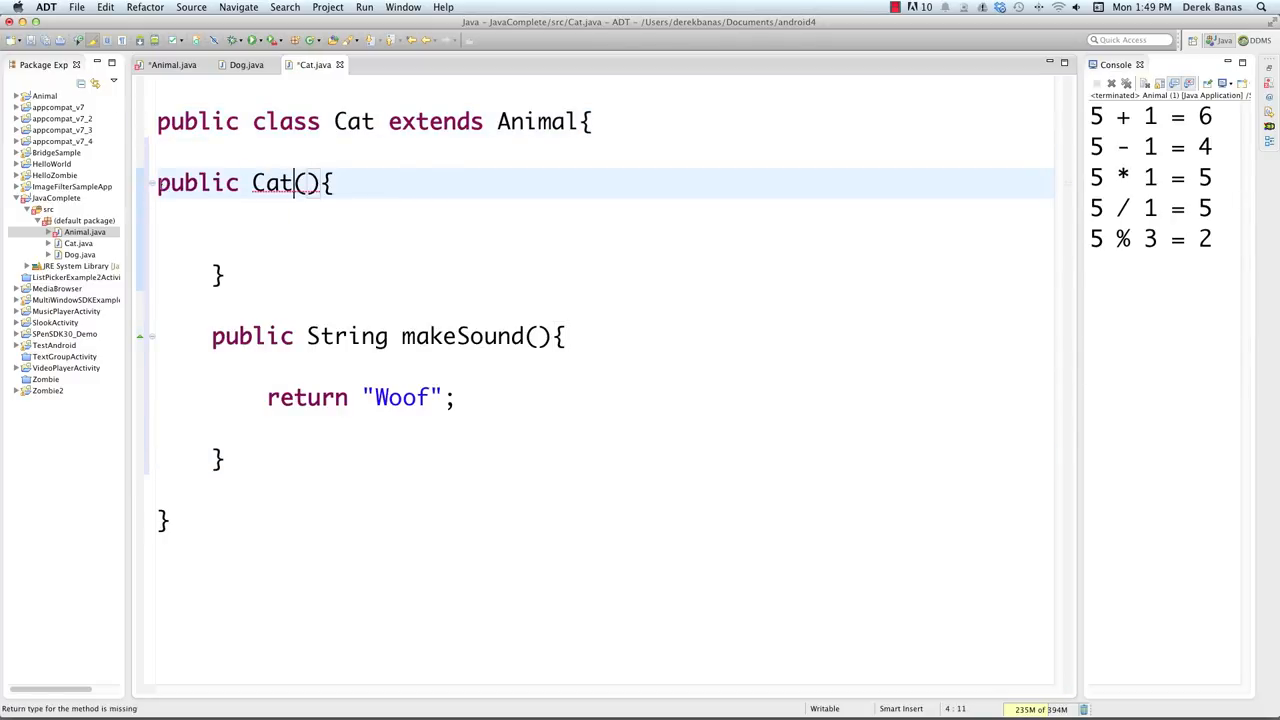 ADT File Edit Refactor Source Navigate Search Project Run Window Help 10 Mon 1:49 PM Derek Banas
Java - JavaComplete/src/Cat.java - ADT - /Users/derekbanas/Documents/android4
Quick Access Java DDMS
Package Exp
Animal
appcompat_v7
appcompat_v7_2
appcompat_v7_3
appcompat_v7_4
BridgeSample
HelloWorld
HelloZombie
ImageFilterSampleApp
JavaComplete
src
(default package)
Animal.java
Cat.java
Dog.java
JRE System Library [Ja
ListPickerExample2Activi
MediaBrowser
MultiWindowSDKExample
MusicPlayerActivity
SlookActivity
SPenSDK30_Demo
TestAndroid
TextGroupActivity
VideoPlayerActivity
Zombie
Zombie2
*Animal.java Dog.java *Cat.java
public class Cat extends Animal{
public Cat(){
}
public String makeSound(){
return "Woof";
}
}
Console
<terminated> Animal (1) [Java Application] /S
5 + 1 = 6
5 - 1 = 4
5 * 1 = 5
5 / 1 = 5
5 % 3 = 2
Return type for the method is missing Writable Smart Insert 4 : 11 235M of 394M